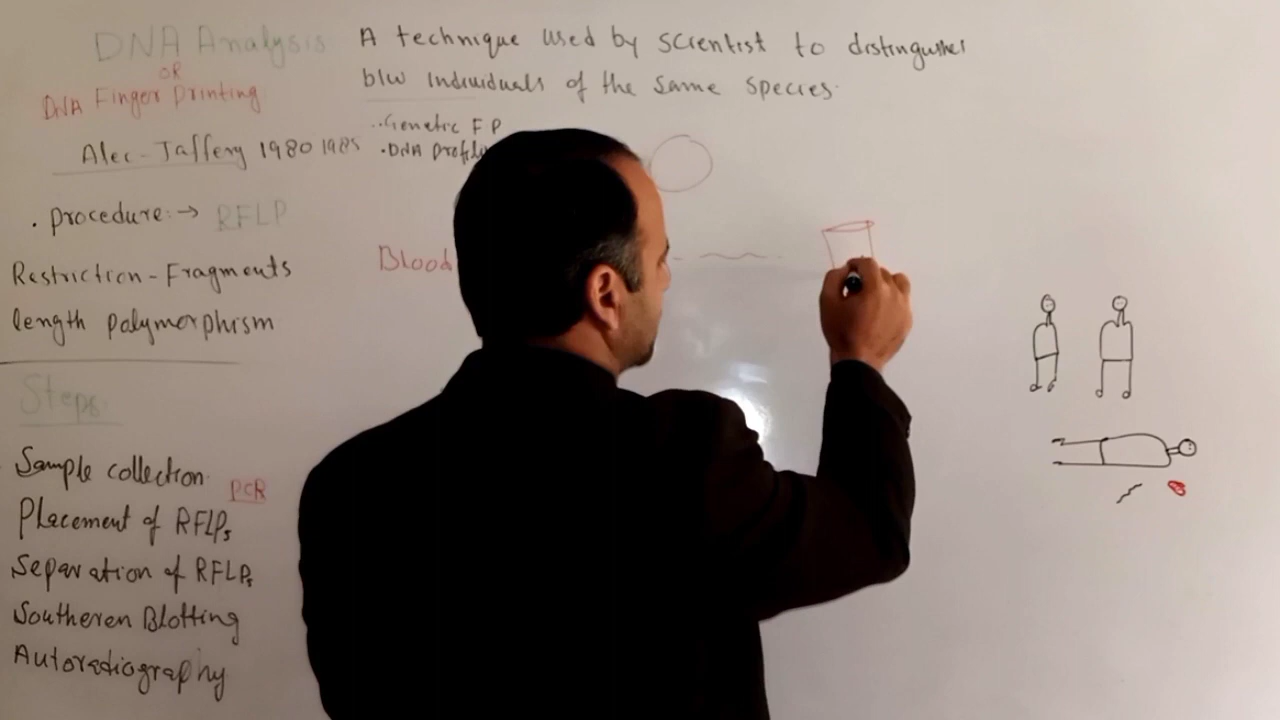 DNA Analysis
OR
DNA Finger printing
Alec-Jaffery 1980 1985
. procedure:→ RFLP
Restriction-Fragments
length polymorphism
Steps:
Sample collection.
PCR
Placement of RFLPs
Separation of RFLPs
Southeren Blotting
Autoradiography
A technique used by scientist to distinguishes
b/w individuals of the same species.
..Genetic F P
.DNA Profil
Blood